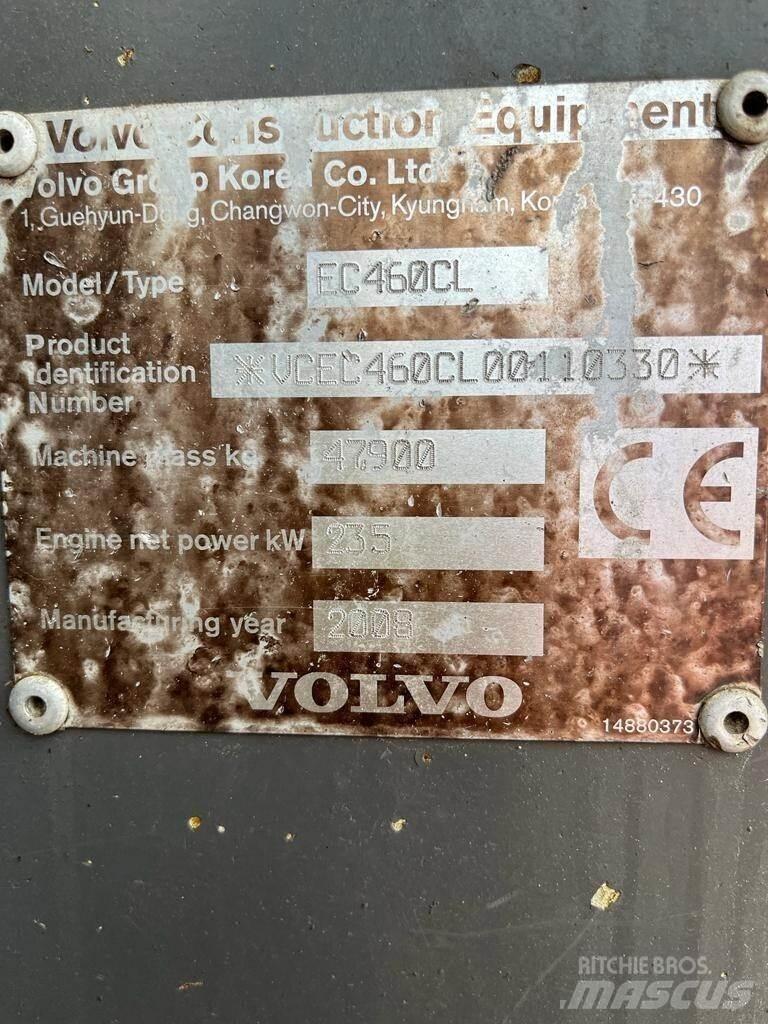 Volvo Construction Equipment
Volvo Group Korea Co. Ltd.
1, Guehyun-Dong, Changwon-City, Kyungnam, 430
Model/Type EC460CL
Product
Identification
Number
*VCEC460CL00110330*
Machine mass kg 47,900
CE
Engine net power kW 235
Manufacturing year 2008
VOLVO
14880373
RITCHIE BROS.
MASCUS